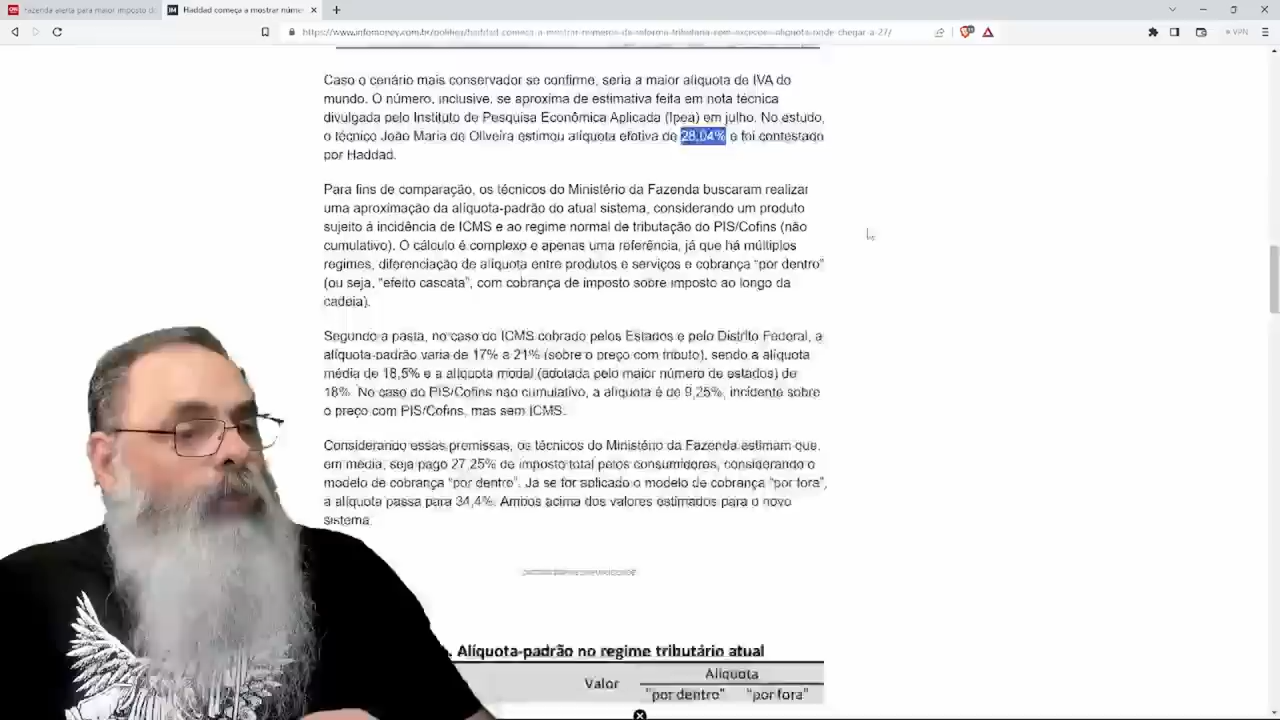 Fazenda alerta para maior imposto do
Haddad começa a mostrar núme
https://www.infomoney.com.br/politica/haddad-comeca-a-mostrar-numeros-da-reforma-tributaria-com-excecoes-aliquota-pode-chegar-a-27/
VPN
Caso o cenário mais conservador se confirme, seria a maior alíquota de IVA do
mundo. O número, inclusive, se aproxima de estimativa feita em nota técnica
divulgada pelo Instituto de Pesquisa Econômica Aplicada (Ipea) em julho. No estudo,
o técnico João Maria de Oliveira estimou alíquota efetiva de 28,04% e foi contestado
por Haddad.
Para fins de comparação, os técnicos do Ministério da Fazenda buscaram realizar
uma aproximação da alíquota-padrão do atual sistema, considerando um produto
sujeito à incidência de ICMS e ao regime normal de tributação do PIS/Cofins (não
cumulativo). O cálculo é complexo e apenas uma referência, já que há múltiplos
regimes, diferenciação de alíquota entre produtos e serviços e cobrança “por dentro”
(ou seja, “efeito cascata”, com cobrança de imposto sobre imposto ao longo da
cadeia).
Segundo a pasta, no caso do ICMS cobrado pelos Estados e pelo Distrito Federal, a
alíquota-padrão varia de 17% a 21% (sobre o preço com tributo), sendo a alíquota
média de 18,5% e a alíquota modal (adotada pelo maior número de estados) de
18%. No caso do PIS/Cofins não cumulativo, a alíquota é de 9,25%, incidente sobre
o preço com PIS/Cofins, mas sem ICMS.
Considerando essas premissas, os técnicos do Ministério da Fazenda estimam que,
em média, seja pago 27,25% de imposto total pelos consumidores, considerando o
modelo de cobrança “por dentro”. Já se for aplicado o modelo de cobrança “por fora”,
a alíquota passa para 34,4%. Ambos acima dos valores estimados para o novo
sistema.
. Alíquota-padrão no regime tributário atual
Valor
Alíquota
"por dentro" "por fora"